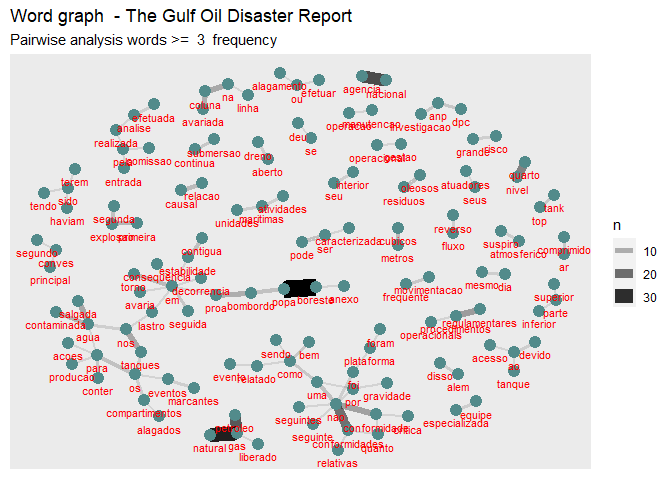 Word graph - The Gulf Oil Disaster Report
Pairwise analysis words >= 3 frequency
alagamento
efetuar
ou
agencia
nacional
na
coluna
linha
avariada
efetuada
analise
realizada
pela
comissao
entrada
submersao
continua
deu
se
dreno
aberto
operacao
manutencao
anp
dpc
investigacao
operacional
gestao
grande
risco
quarto
nivel
terem
sido
tendo
haviam
relacao
causal
interior
seu
oleosos
residuos
atuadores
seus
tank
top
segunda
explosao
primeira
unidades
maritimas
atividades
reverso
fluxo
suspiro
atmosferico
comprimido
ar
segundo
conves
principal
contigua
estabilidade
pode
ser
caracterizada
cubicos
metros
consequencia
torno
decorrencia
em
avaria
seguida
lastro
proa
bombordo
popa
boreste
anexo
movimentacao
frequente
mesmo
dia
superior
parte
inferior
salgada
contaminada
agua
nos
tanques
regulamentares
procedimentos
operacionais
acoes
para
producao
conter
os
eventos
marcantes
compartimentos
alagados
sendo
bem
evento
relatado
como
foram
plataforma
acesso
devido
ao
tanque
disso
alem
uma
foi
por
gravidade
seguintes
nao
seguinte
conformidade
critica
conformidades
quanto
relativas
equipe
especializada
petroleo
natural
gas
liberado
n
10
20
30